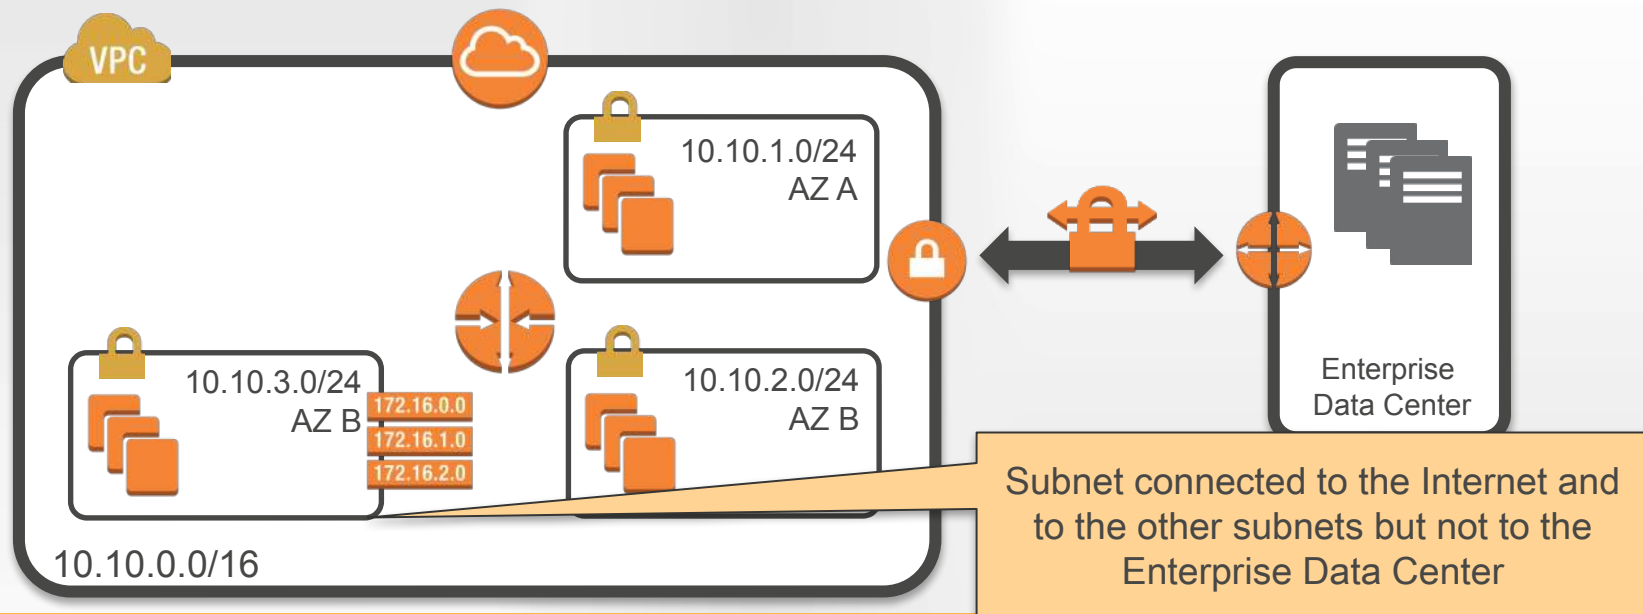 VPC
10.10.1.0/24
AZ A
10.10.3.0/24
AZ B
172.16.0.0
172.16.1.0
172.16.2.0
10.10.2.0/24
AZ B
10.10.0.0/16
Enterprise
Data Center
Subnet connected to the Internet and
to the other subnets but not to the
Enterprise Data Center